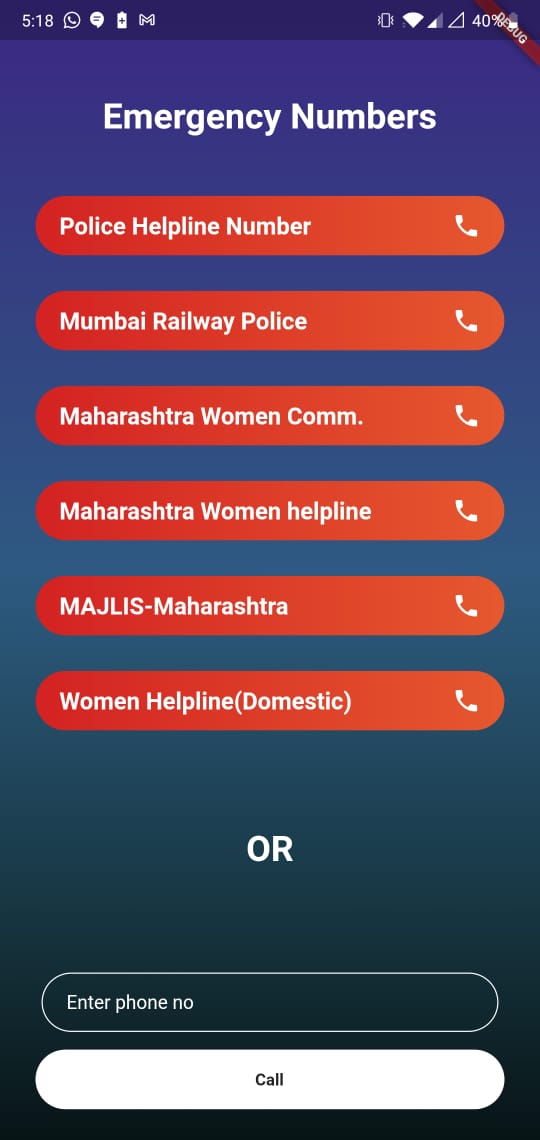 5:18 40%
DEBUG
Emergency Numbers
Police Helpline Number
Mumbai Railway Police
Maharashtra Women Comm.
Maharashtra Women helpline
MAJLIS-Maharashtra
Women Helpline(Domestic)
OR
Enter phone no
Call